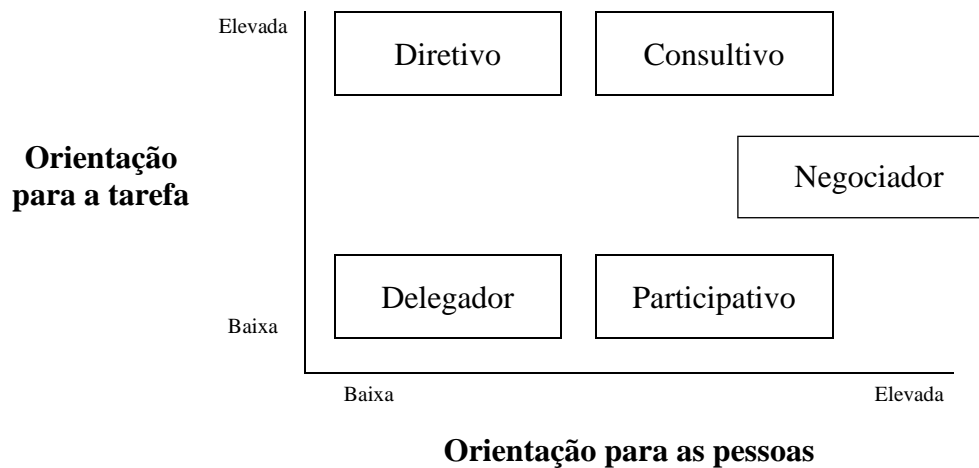 Elevada
Diretivo
Consultivo
Orientação
para a tarefa
Negociador
Delegador
Participativo
Baixa
Baixa
Elevada
Orientação para as pessoas